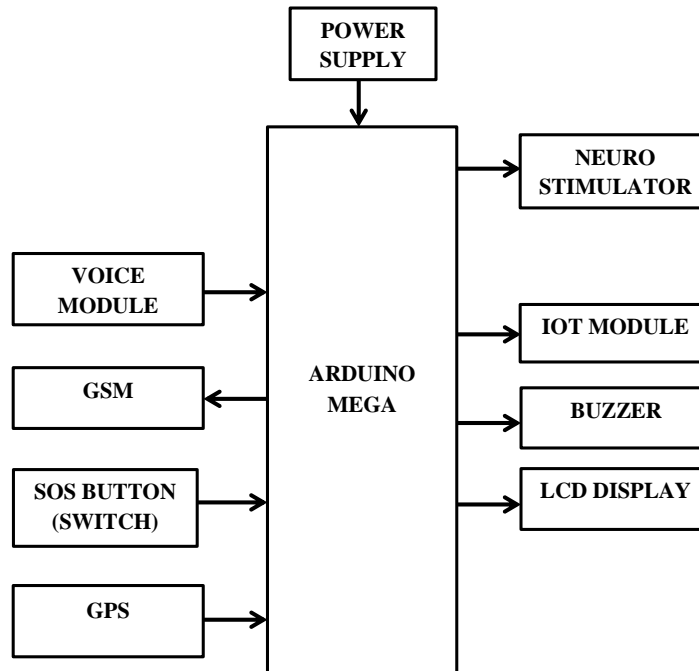 POWER
SUPPLY
NEURO
STIMULATOR
VOICE
MODULE
IOT MODULE
ARDUINO
MEGA
GSM
BUZZER
SOS BUTTON
(SWITCH)
LCD DISPLAY
GPS